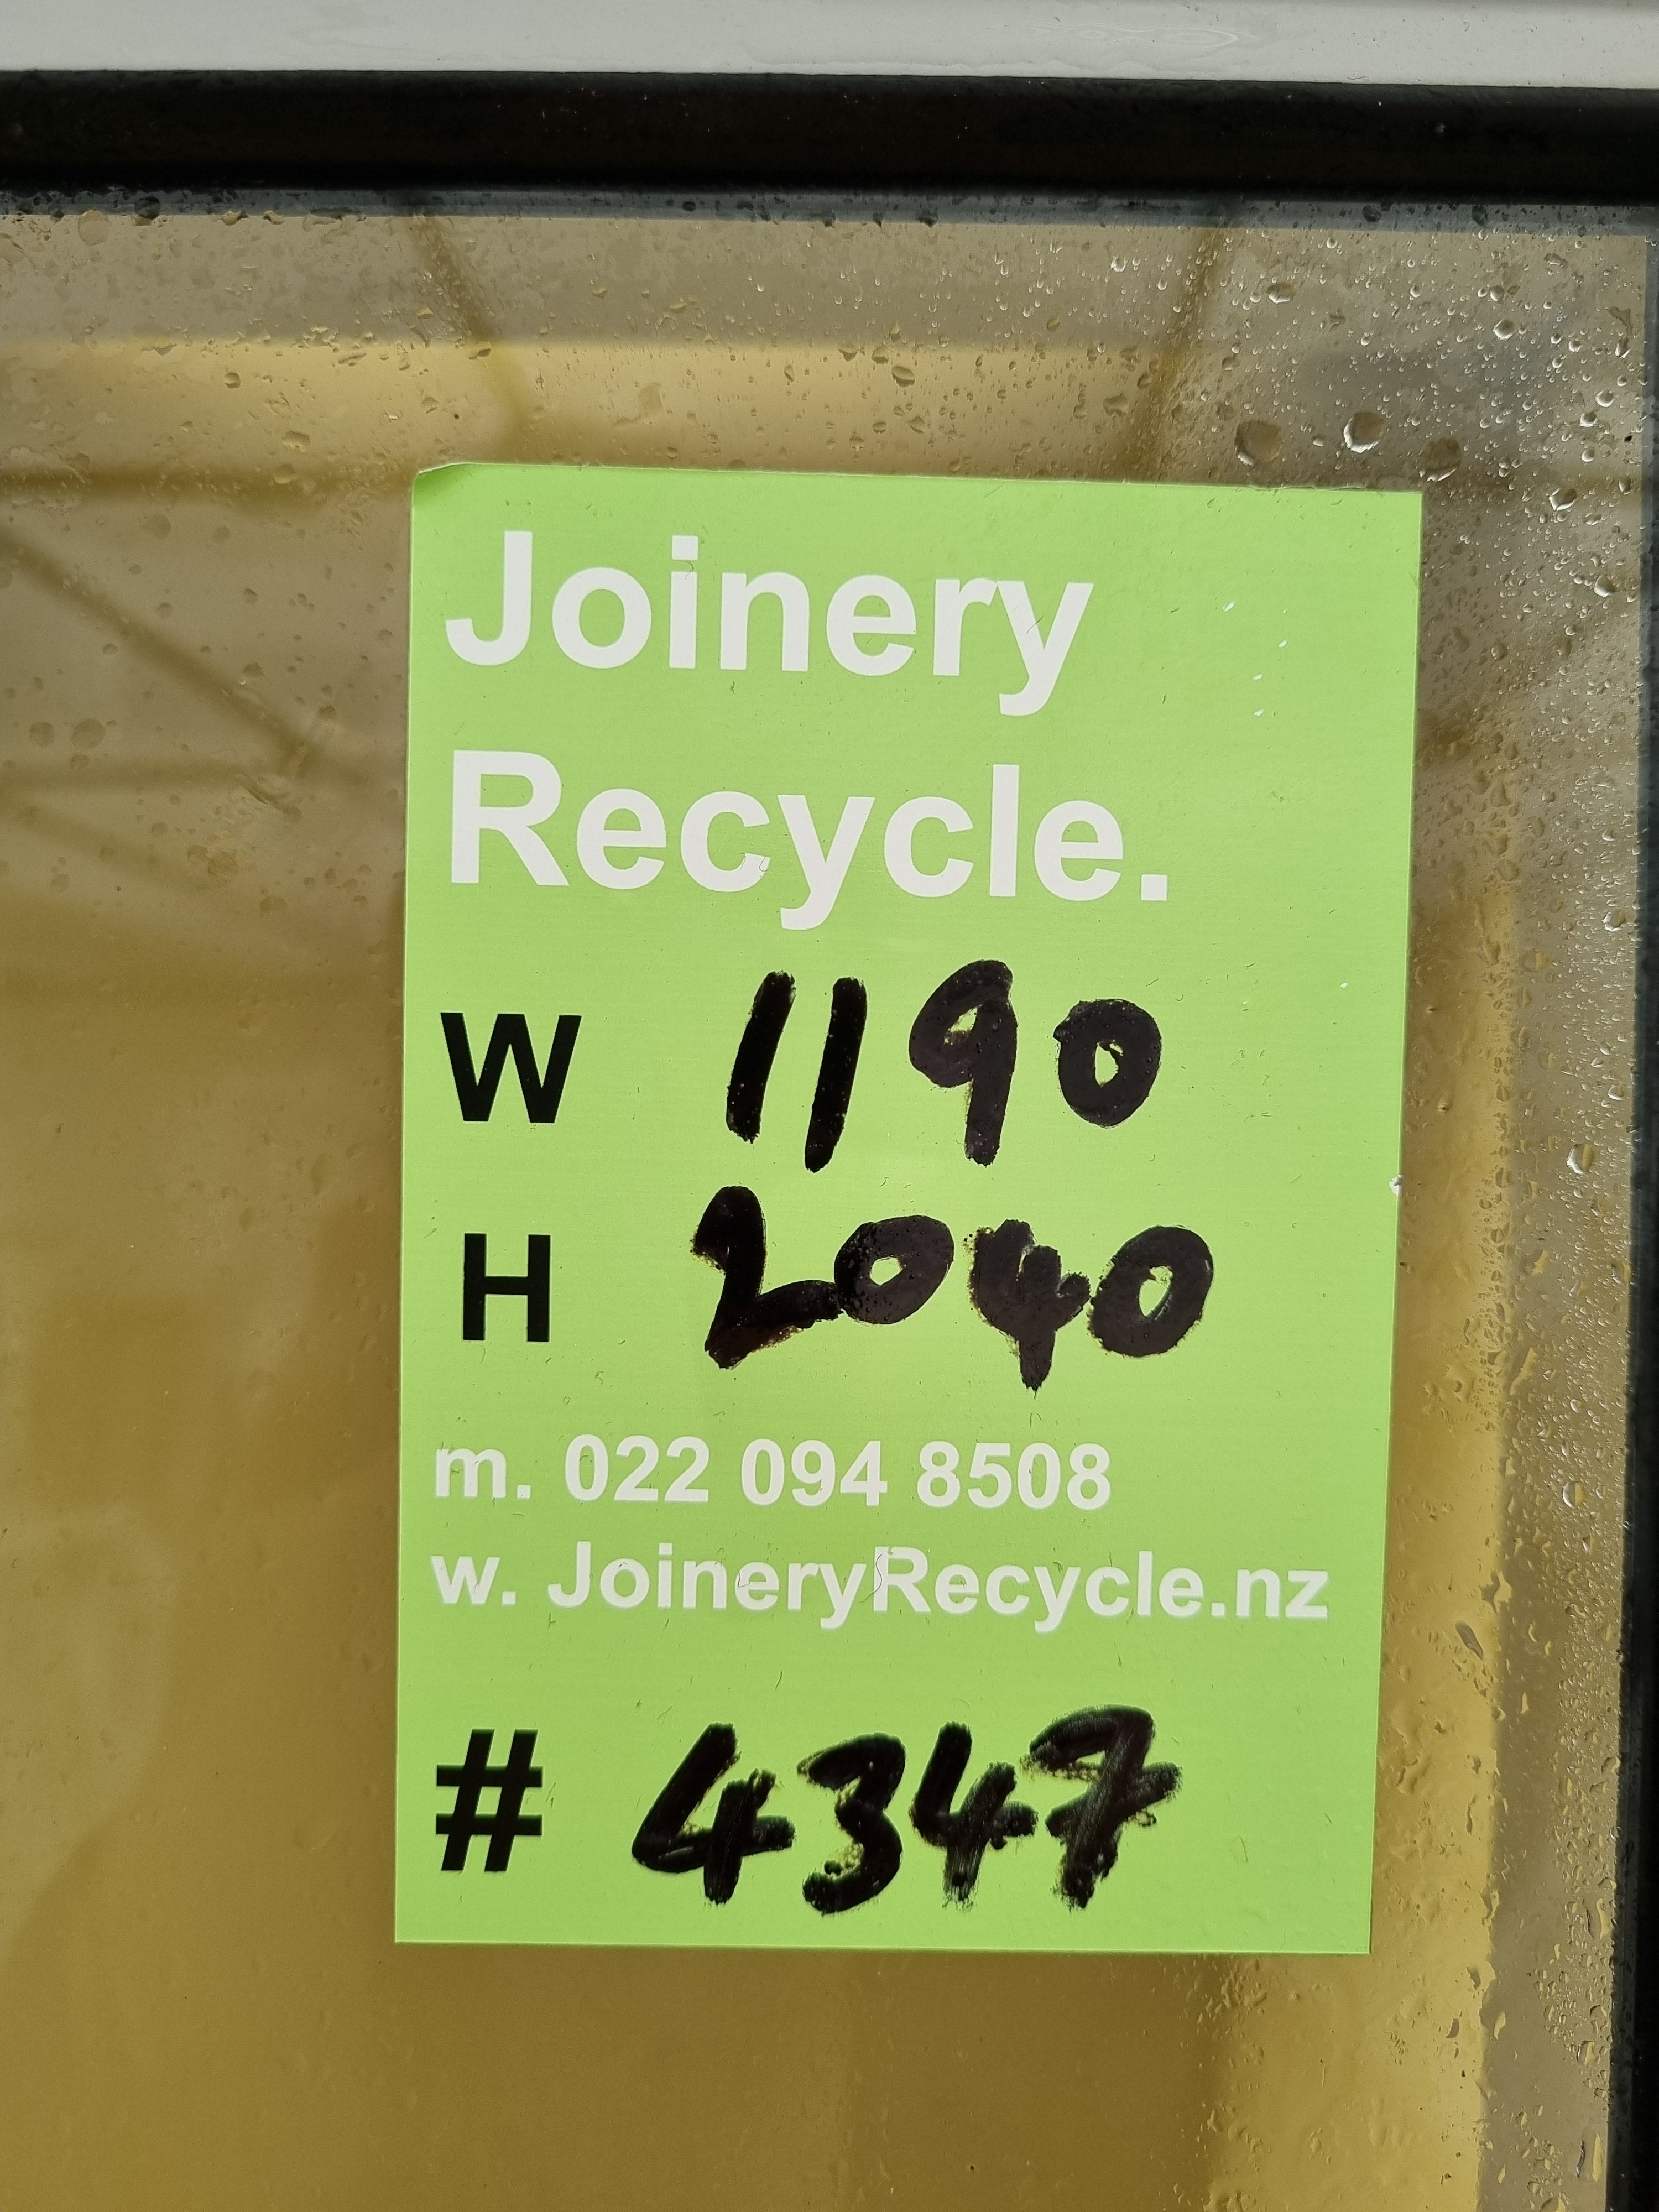 Joinery
Recycle.
W 1190
H 2040
m. 022 094 8508
w. JoineryRecycle.nz
# 4347